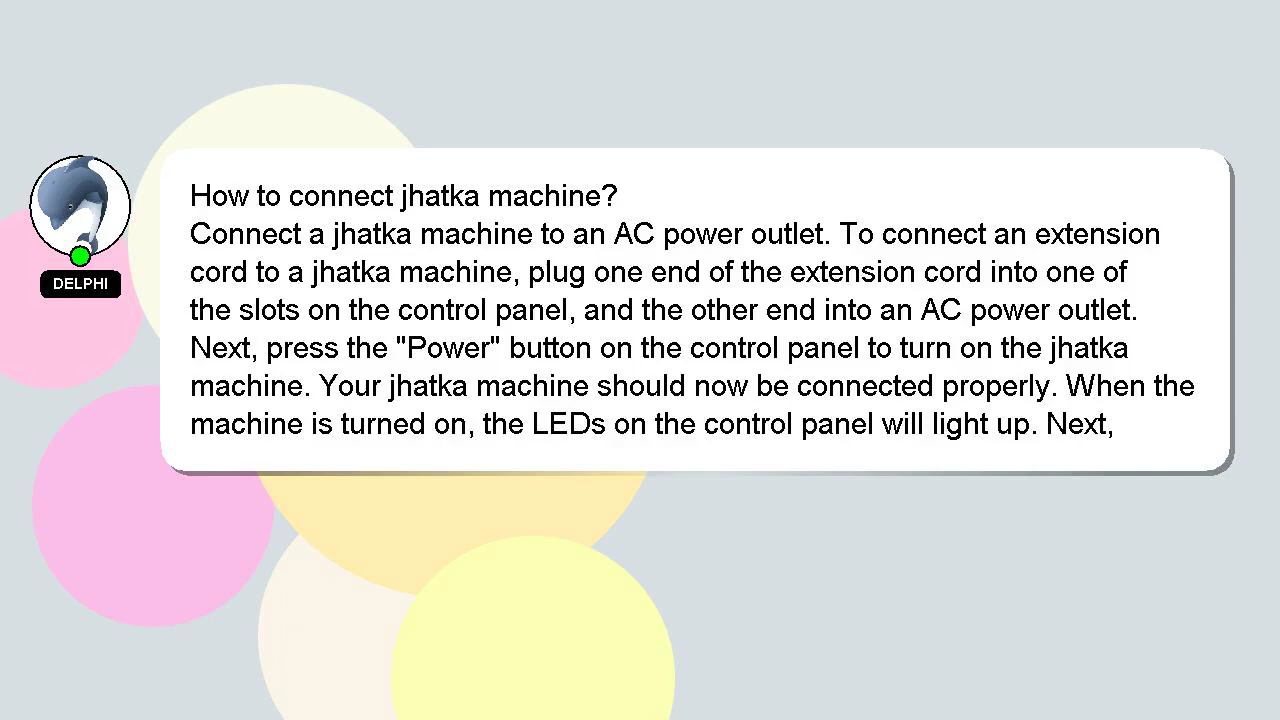 DELPHI
How to connect jhatka machine?
Connect a jhatka machine to an AC power outlet. To connect an extension
cord to a jhatka machine, plug one end of the extension cord into one of
the slots on the control panel, and the other end into an AC power outlet.
Next, press the "Power" button on the control panel to turn on the jhatka
machine. Your jhatka machine should now be connected properly. When the
machine is turned on, the LEDs on the control panel will light up. Next,